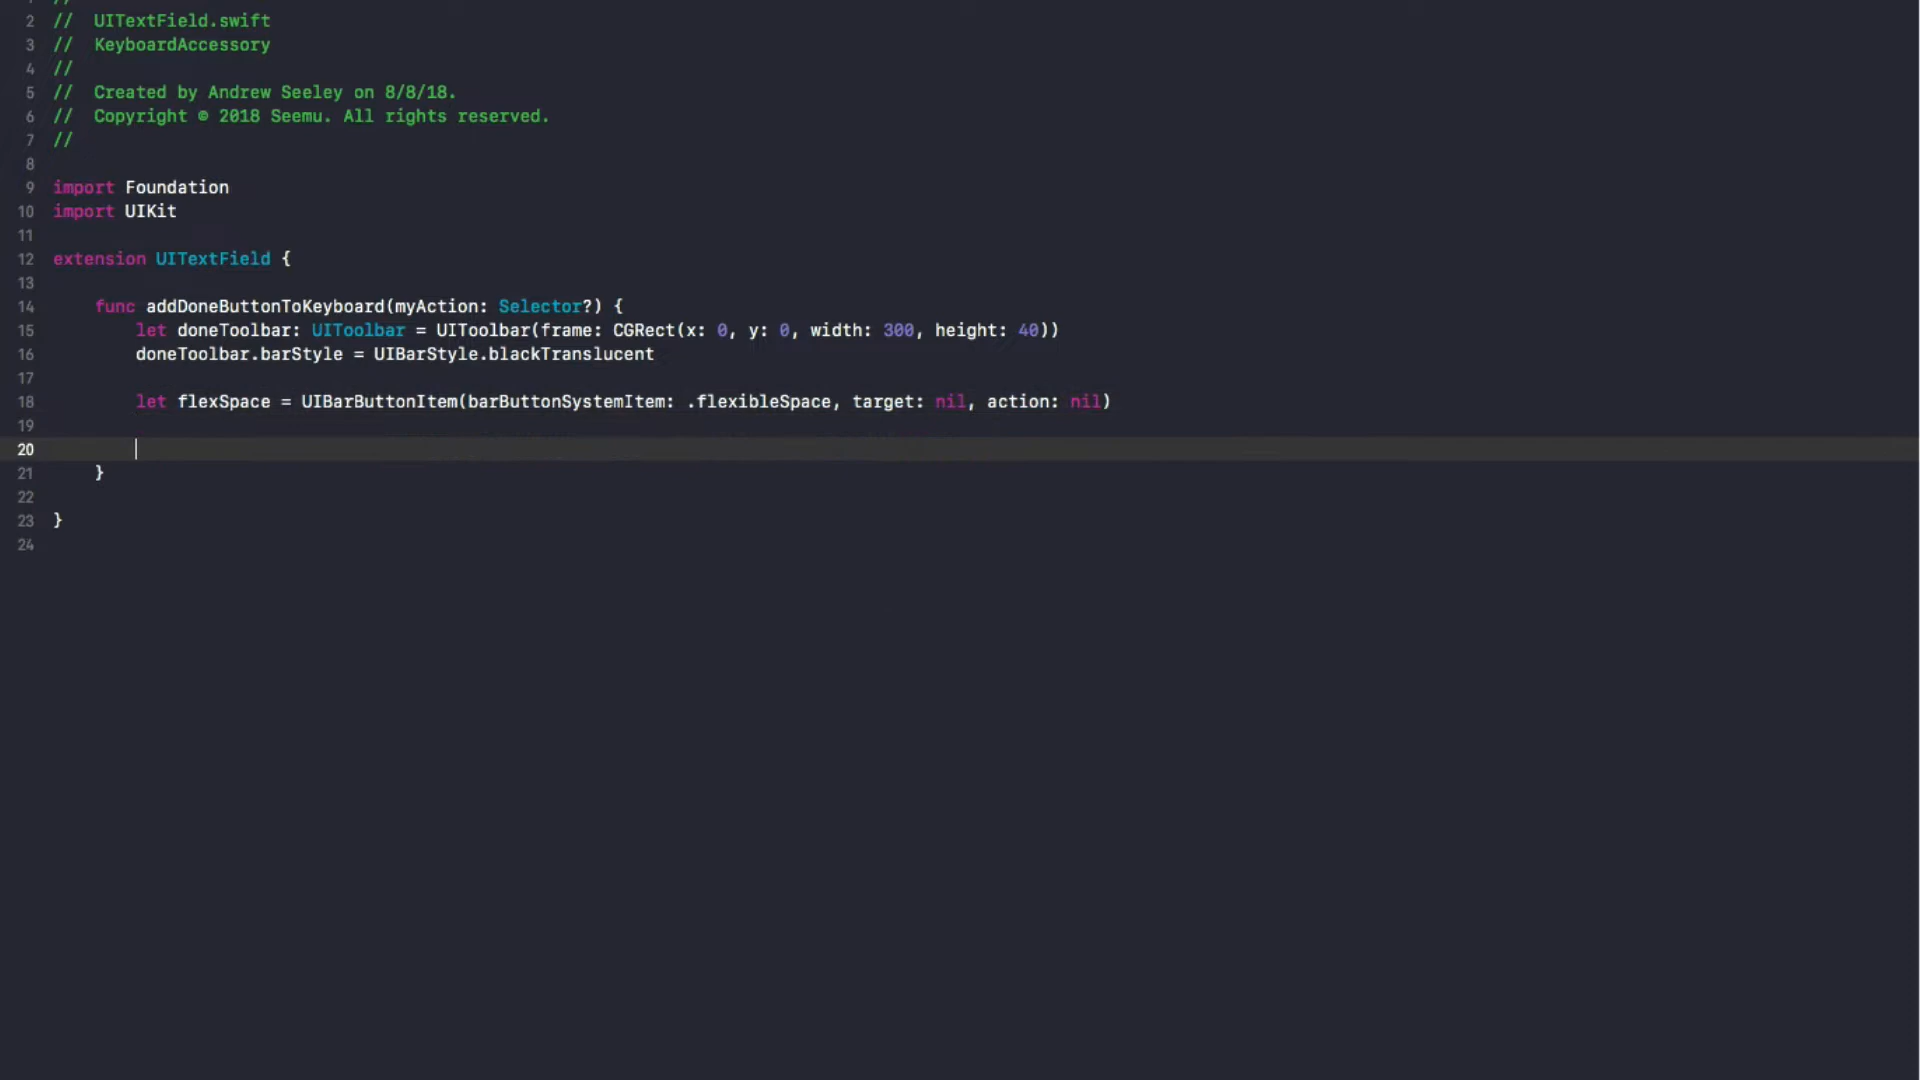 1 //
2 // UITextField.swift
3 // KeyboardAccessory
4 //
5 // Created by Andrew Seeley on 8/8/18.
6 // Copyright © 2018 Seemu. All rights reserved.
7 //
8
9 import Foundation
10 import UIKit
11
12 extension UITextField {
13
14 func addDoneButtonToKeyboard(myAction: Selector?) {
15 let doneToolbar: UIToolbar = UIToolbar(frame: CGRect(x: 0, y: 0, width: 300, height: 40))
16 doneToolbar.barStyle = UIBarStyle.blackTranslucent
17
18 let flexSpace = UIBarButtonItem(barButtonSystemItem: .flexibleSpace, target: nil, action: nil)
19
20
21 }
22
23 }
24